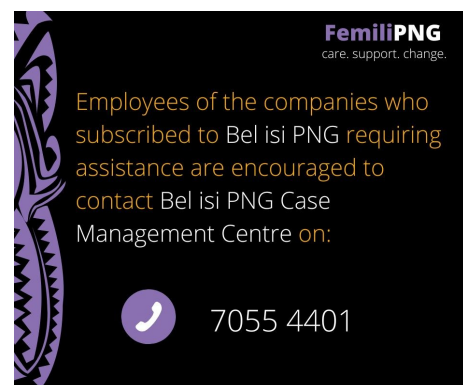 FemiliPNG
care. support. change.
Employees of the companies who
subscribed to Bel isi PNG requiring
assistance are encouraged to
contact Bel isi PNG Case
Management Centre on:
7055 4401